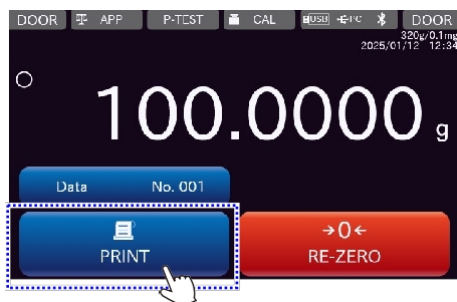 DOOR APP P-TEST CAL USB PC DOOR
320g/0.1mg
2025/01/12 12:34
100.0000 g
Data No. 001
PRINT RE-ZERO
→0←